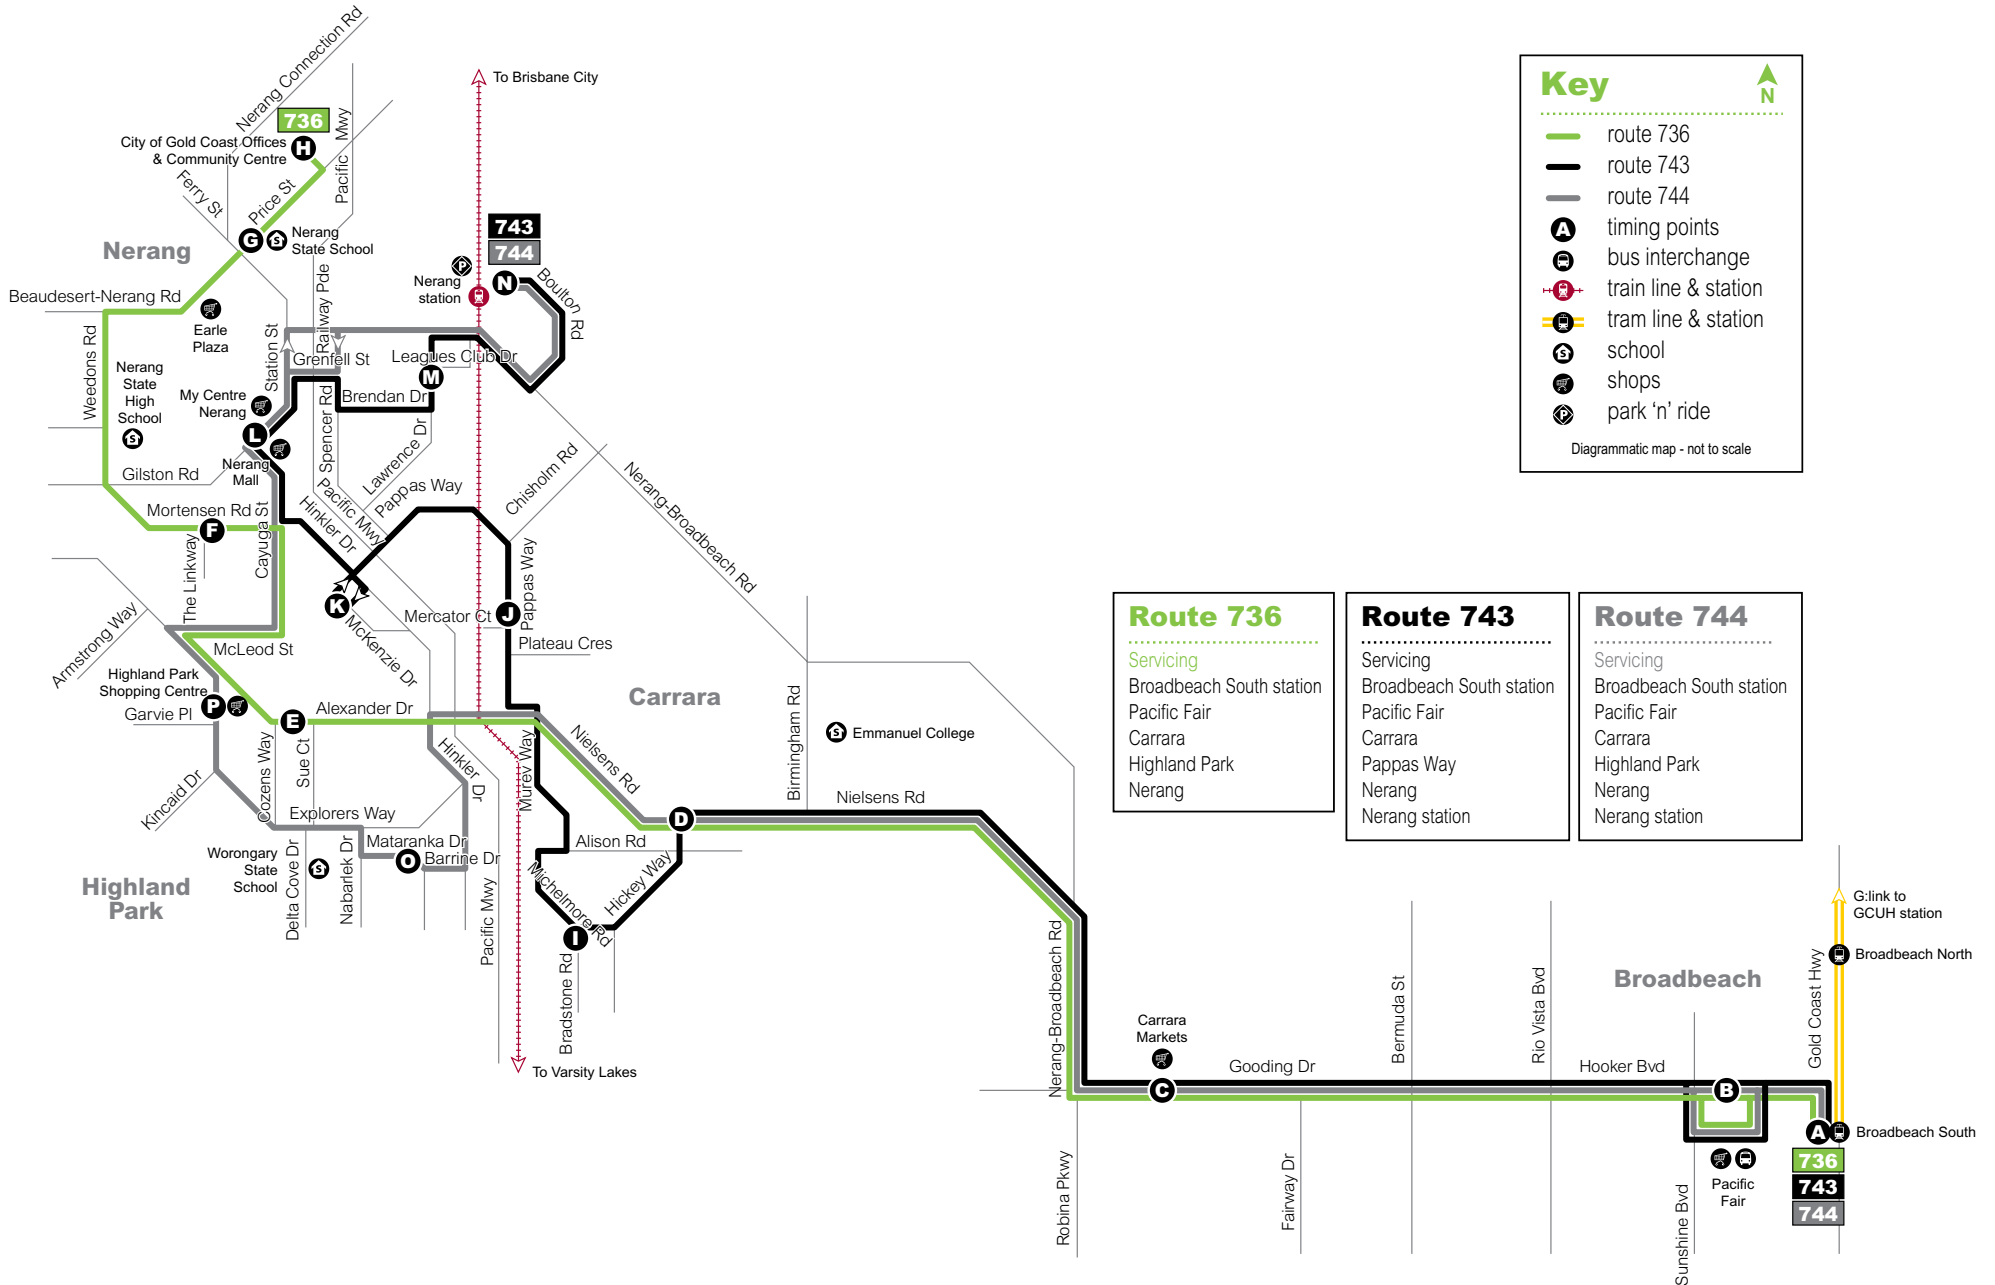 Nerang Connection Rd
To Brisbane City
736
Pacific Mwy
City of Gold Coast Offices
& Community Centre
H
Ferry St
Price St
G
Nerang
State School
Nerang
Railway Pde
743
744
P
Nerang
station
N
Boulton Rd
Beaudesert-Nerang Rd
Earle
Plaza
Weedons Rd
Station St
Grenfell St
Leagues Club Dr
M
Nerang
State
High
School
My Centre
Nerang
Brendan Dr
Spencer Rd
L
Nerang
Mall
Lawrence Dr
Gilston Rd
Pappas Way
Chisholm Rd
Nerang-Broadbeach Rd
Mortensen Rd
F
Cayuga St
Hinkler Dr
Pacific Mwy
The Linkway
Pappas Way
K
Mercator Ct
J
Armstrong Way
McLeod St
McKenzie Dr
Plateau Cres
Highland Park
Shopping Centre
P
Garvie Pl
E
Alexander Dr
Carrara
Birmingham Rd
Emmanuel College
Cozens Way
Sue Ct
Hinkler Dr
Murev Way
Nielsens Rd
Kincaid Dr
Explorers Way
D
Nielsens Rd
Mataranka Dr
O
Barrine Dr
Alison Rd
Worongary
State
School
Highland
Park
Delta Cove Dr
Nabarlek Dr
Pacific Mwy
Michelmore Rd
Hickey Way
I
Bradstone Rd
To Varsity Lakes
Nerang-Broadbeach Rd
Carrara
Markets
C
Gooding Dr
Bermuda St
Rio Vista Bvd
Hooker Bvd
Broadbeach
B
Gold Coast Hwy
G:link to
GCUH station
Broadbeach North
A
Broadbeach South
Robina Pkwy
Fairway Dr
Sunshine Bvd
Pacific
Fair
736
743
744
Key
N
route 736
route 743
route 744
A
timing points
bus interchange
train line & station
tram line & station
S
school
shops
P
park ‘n’ ride
Diagrammatic map - not to scale
Route 736
Servicing
Broadbeach South station
Pacific Fair
Carrara
Highland Park
Nerang
Route 743
Servicing
Broadbeach South station
Pacific Fair
Carrara
Pappas Way
Nerang
Nerang station
Route 744
Servicing
Broadbeach South station
Pacific Fair
Carrara
Highland Park
Nerang
Nerang station